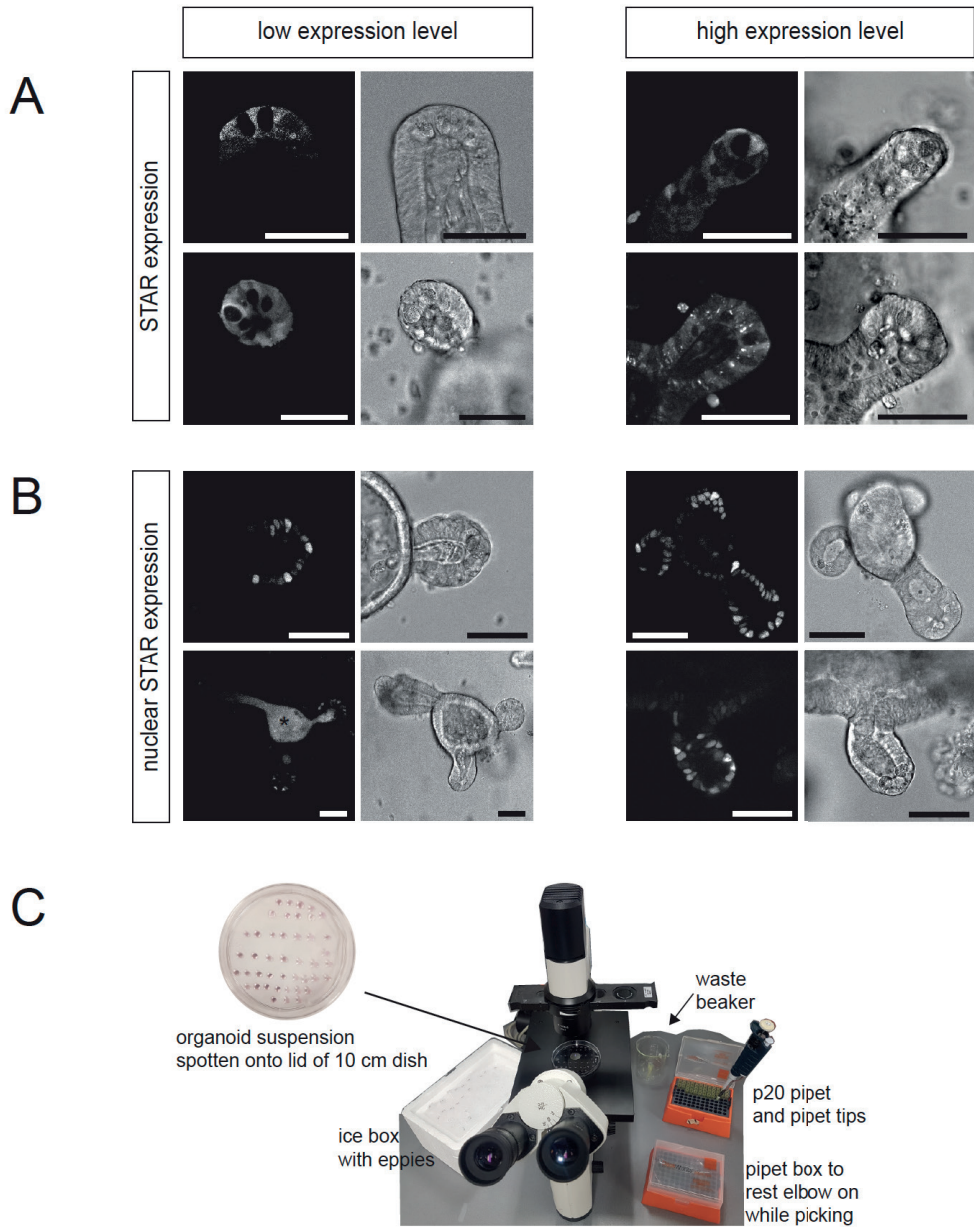 low expression level
high expression level
A
STAR expression
B
nuclear STAR expression
*
C
organoid suspension
spotten onto lid of 10 cm dish
waste
beaker
p20 pipet
and pipet tips
ice box
with eppies
pipet box to
rest elbow on
while picking